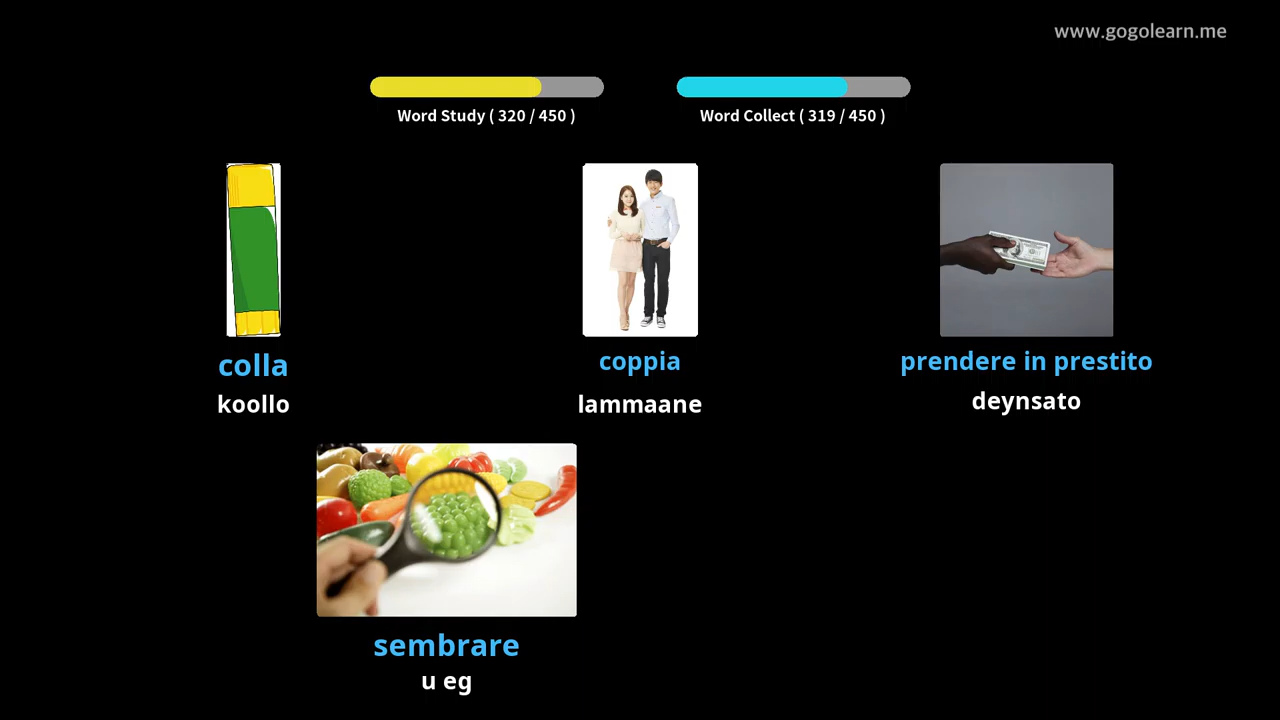 www.gogolearn.me
Word Study ( 320 / 450 )
Word Collect ( 319 / 450 )
colla
koollo
coppia
lammaane
prendere in prestito
deynsato
sembrare
u eg